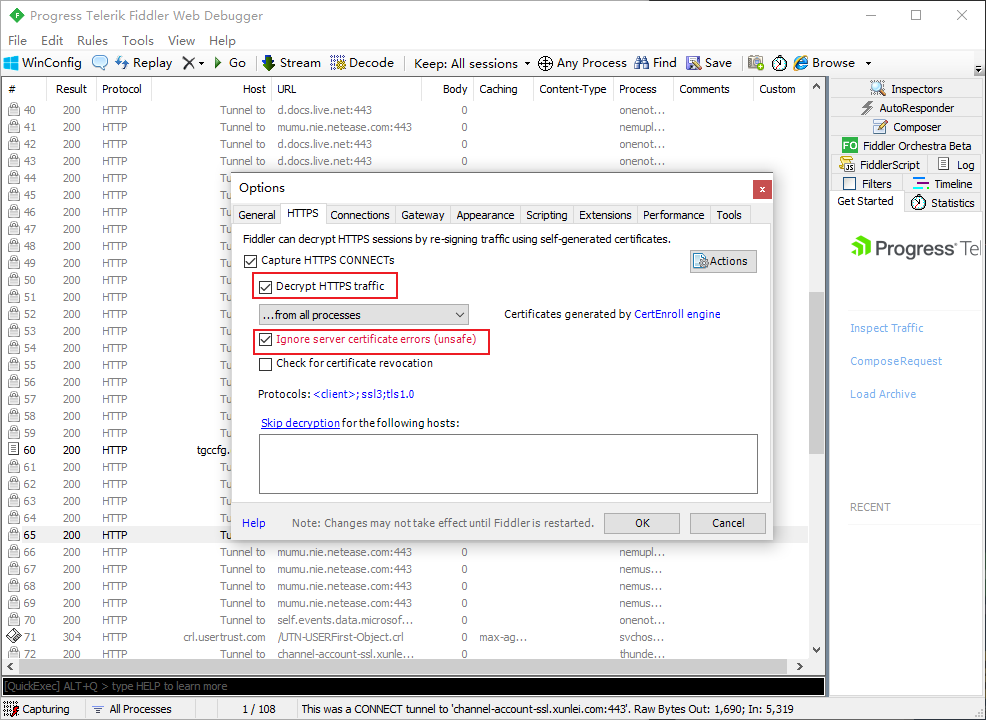 Progress Telerik Fiddler Web Debugger
File Edit Rules Tools View Help
WinConfig Replay Go Stream Decode Keep: All sessions Any Process Find Save Browse
# Result Protocol Host URL Body Caching Content-Type Process Comments Custom
40 200 HTTP Tunnel to d.docs.live.net:443 0 onenot...
41 200 HTTP Tunnel to mumu.nie.netease.com:443 0 nemupl...
42 200 HTTP Tunnel to d.docs.live.net:443 0 onenot...
43 200 HTTP Tunnel to d.docs.live.net:443 0 onenot...
44 200 HTTP Tu
45 200 HTTP Tu
46 200 HTTP Tu
47 200 HTTP Tu
48 200 HTTP Tu
49 200 HTTP Tu
50 200 HTTP Tu
51 200 HTTP Tu
52 200 HTTP Tu
53 200 HTTP Tu
54 200 HTTP Tu
55 200 HTTP Tu
56 200 HTTP Tu
57 200 HTTP Tu
58 200 HTTP Tu
59 200 HTTP Tu
60 200 HTTP tgccfg.
61 200 HTTP Tu
62 200 HTTP Tu
63 200 HTTP Tu
64 200 HTTP Tu
65 200 HTTP Tu
66 200 HTTP Tunnel to mumu.nie.netease.com:443 0 nemupl...
67 200 HTTP Tunnel to mumu.nie.netease.com:443 0 nemus...
68 200 HTTP Tunnel to mumu.nie.netease.com:443 0 nemus...
69 200 HTTP Tunnel to mumu.nie.netease.com:443 0 nemus...
70 200 HTTP Tunnel to self.events.data.microsof... 0 onenot...
71 304 HTTP crl.usertrust.com /UTN-USERFirst-Object.crl 0 max-ag... svchos...
72 200 HTTP Tunnel to channel-account-ssl.xunle... 0 thunde...
Options
x
General HTTPS Connections Gateway Appearance Scripting Extensions Performance Tools
Fiddler can decrypt HTTPS sessions by re-signing traffic using self-generated certificates.
Capture HTTPS CONNECTs
Actions
Decrypt HTTPS traffic
...from all processes
Certificates generated by CertEnroll engine
Ignore server certificate errors (unsafe)
Check for certificate revocation
Protocols: <client>; ssl3;tls1.0
Skip decryption for the following hosts:
Help Note: Changes may not take effect until Fiddler is restarted. OK Cancel
Inspectors
AutoResponder
Composer
FO Fiddler Orchestra Beta
JS FiddlerScript Log
Filters Timeline
Get Started Statistics
Progress Tel
Inspect Traffic
Compose Request
Load Archive
RECENT
[QuickExec] ALT+Q > type HELP to learn more
Capturing All Processes 1 / 108 This was a CONNECT tunnel to 'channel-account-ssl.xunlei.com:443'. Raw Bytes Out: 1,690; In: 5,319